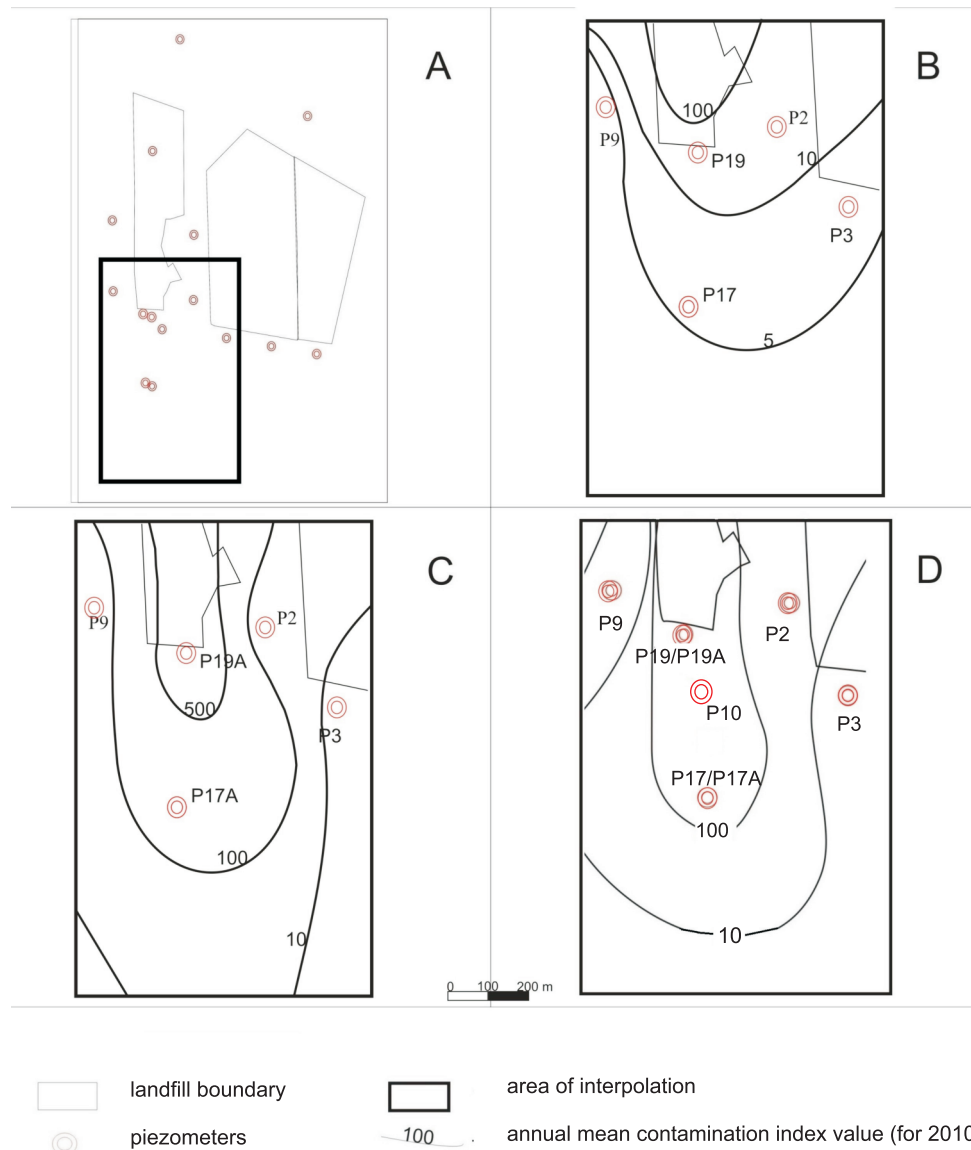 A
B
100
P9
P2
P19
10
P3
P17
5
C
D
P9
P2
P19A
500
P3
P17A
100
10
P9
P2
P19/P19A
P10
P3
P17/P17A
100
10
0 100 200 m
landfill boundary
area of interpolation
piezometers
100
annual mean contamination index value (for 2010